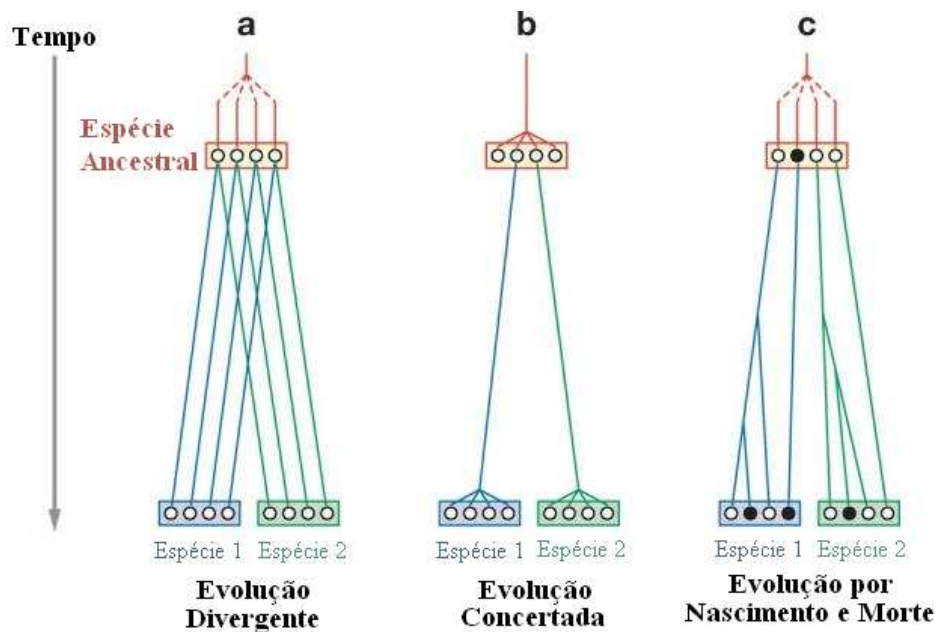 a
b
c
Tempo
Espécie
Ancestral
Espécie 1
Espécie 2
Espécie 1
Espécie 2
Espécie 1
Espécie 2
Evolução
Divergente
Evolução
Concertada
Evolução por
Nascimento e Morte